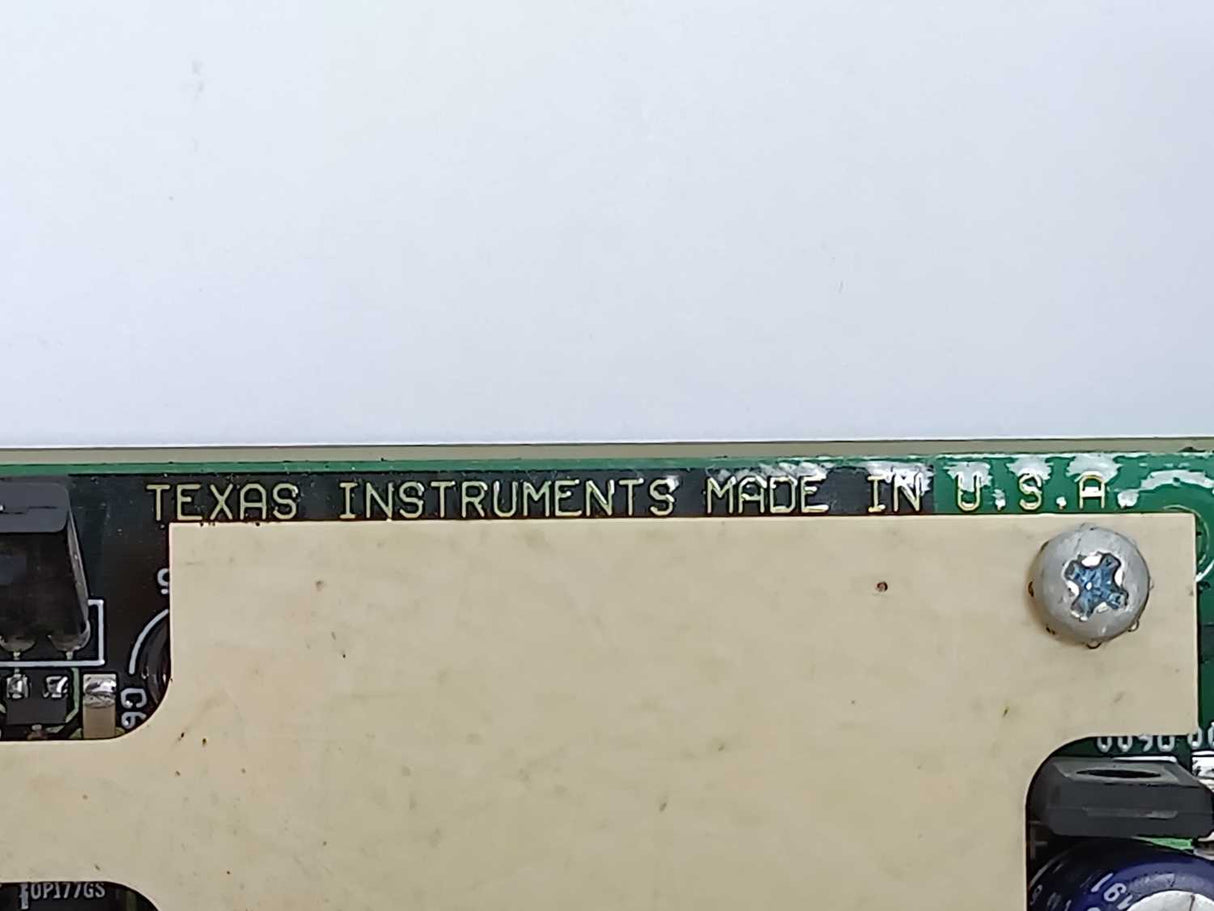 TEXAS INSTRUMENTS MADE IN U.S.A.
OP177GS